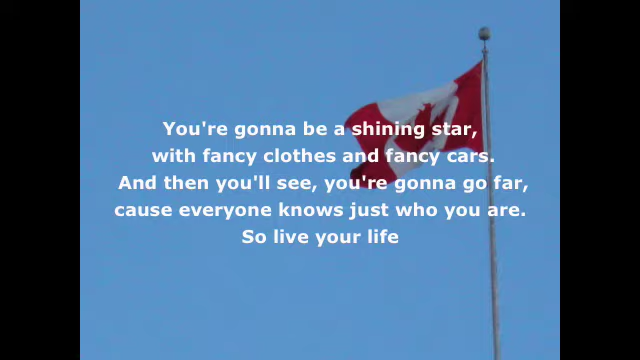 You're gonna be a shining star,
with fancy clothes and fancy cars.
And then you'll see, you're gonna go far,
cause everyone knows just who you are.
So live your life